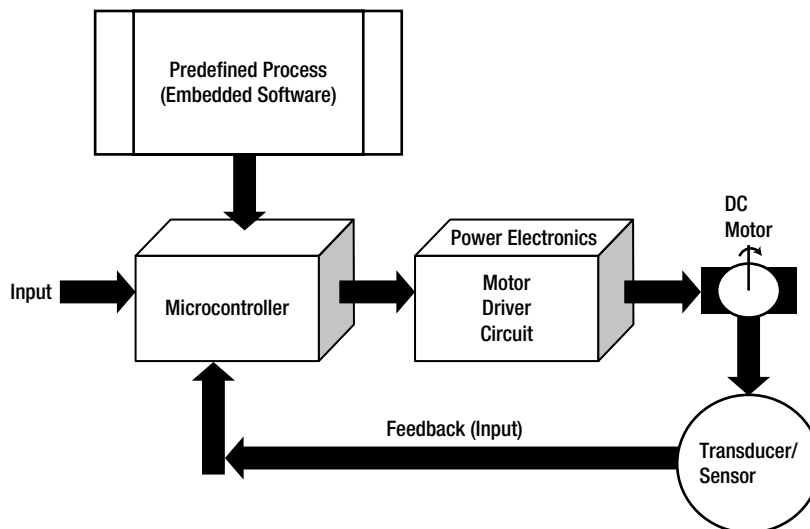 Predefined Process
(Embedded Software)
DC
Motor
Power Electronics
Input
Microcontroller
Motor
Driver
Circuit
Feedback (Input)
Transducer/
Sensor